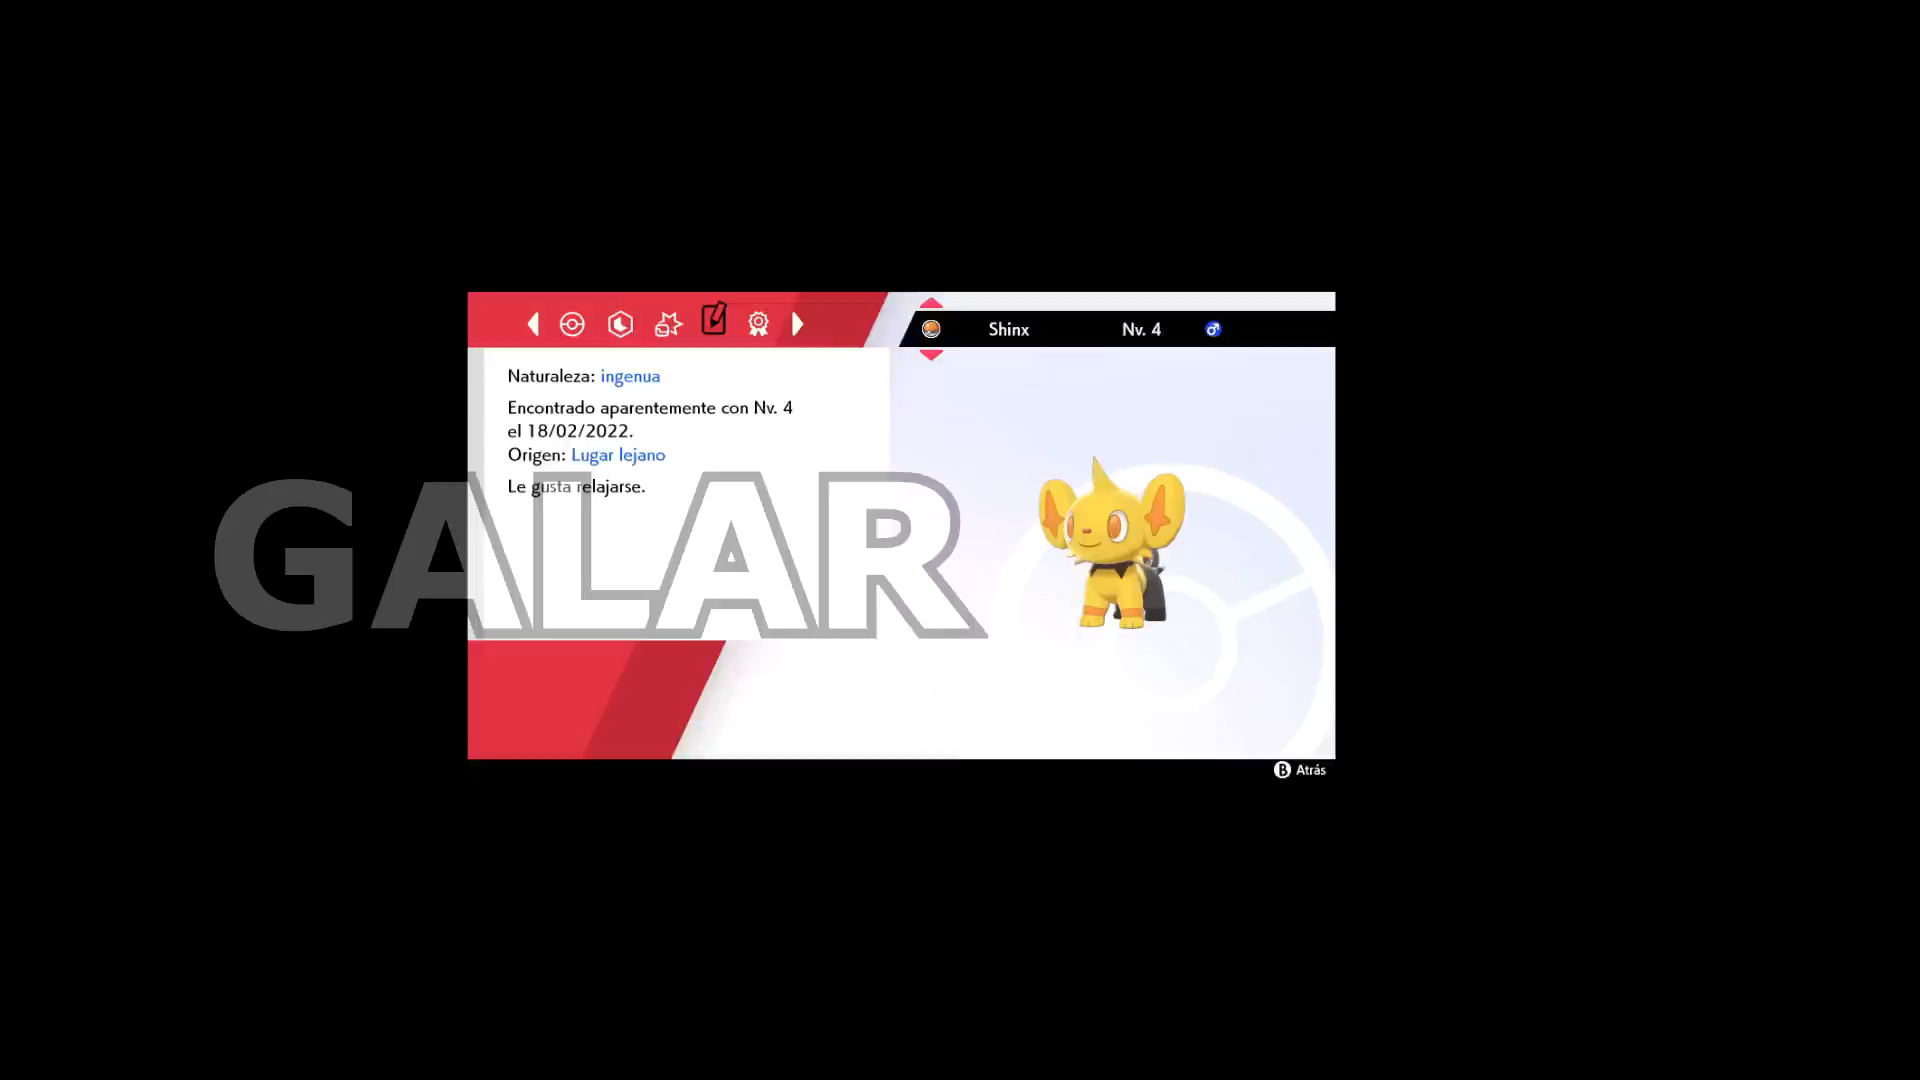 Shinx Nv. 4
Naturaleza: ingenua
Encontrado aparentemente con Nv. 4
el 18/02/2022.
Origen: Lugar lejano
Le gusta relajarse.
GALAR
B Atrás